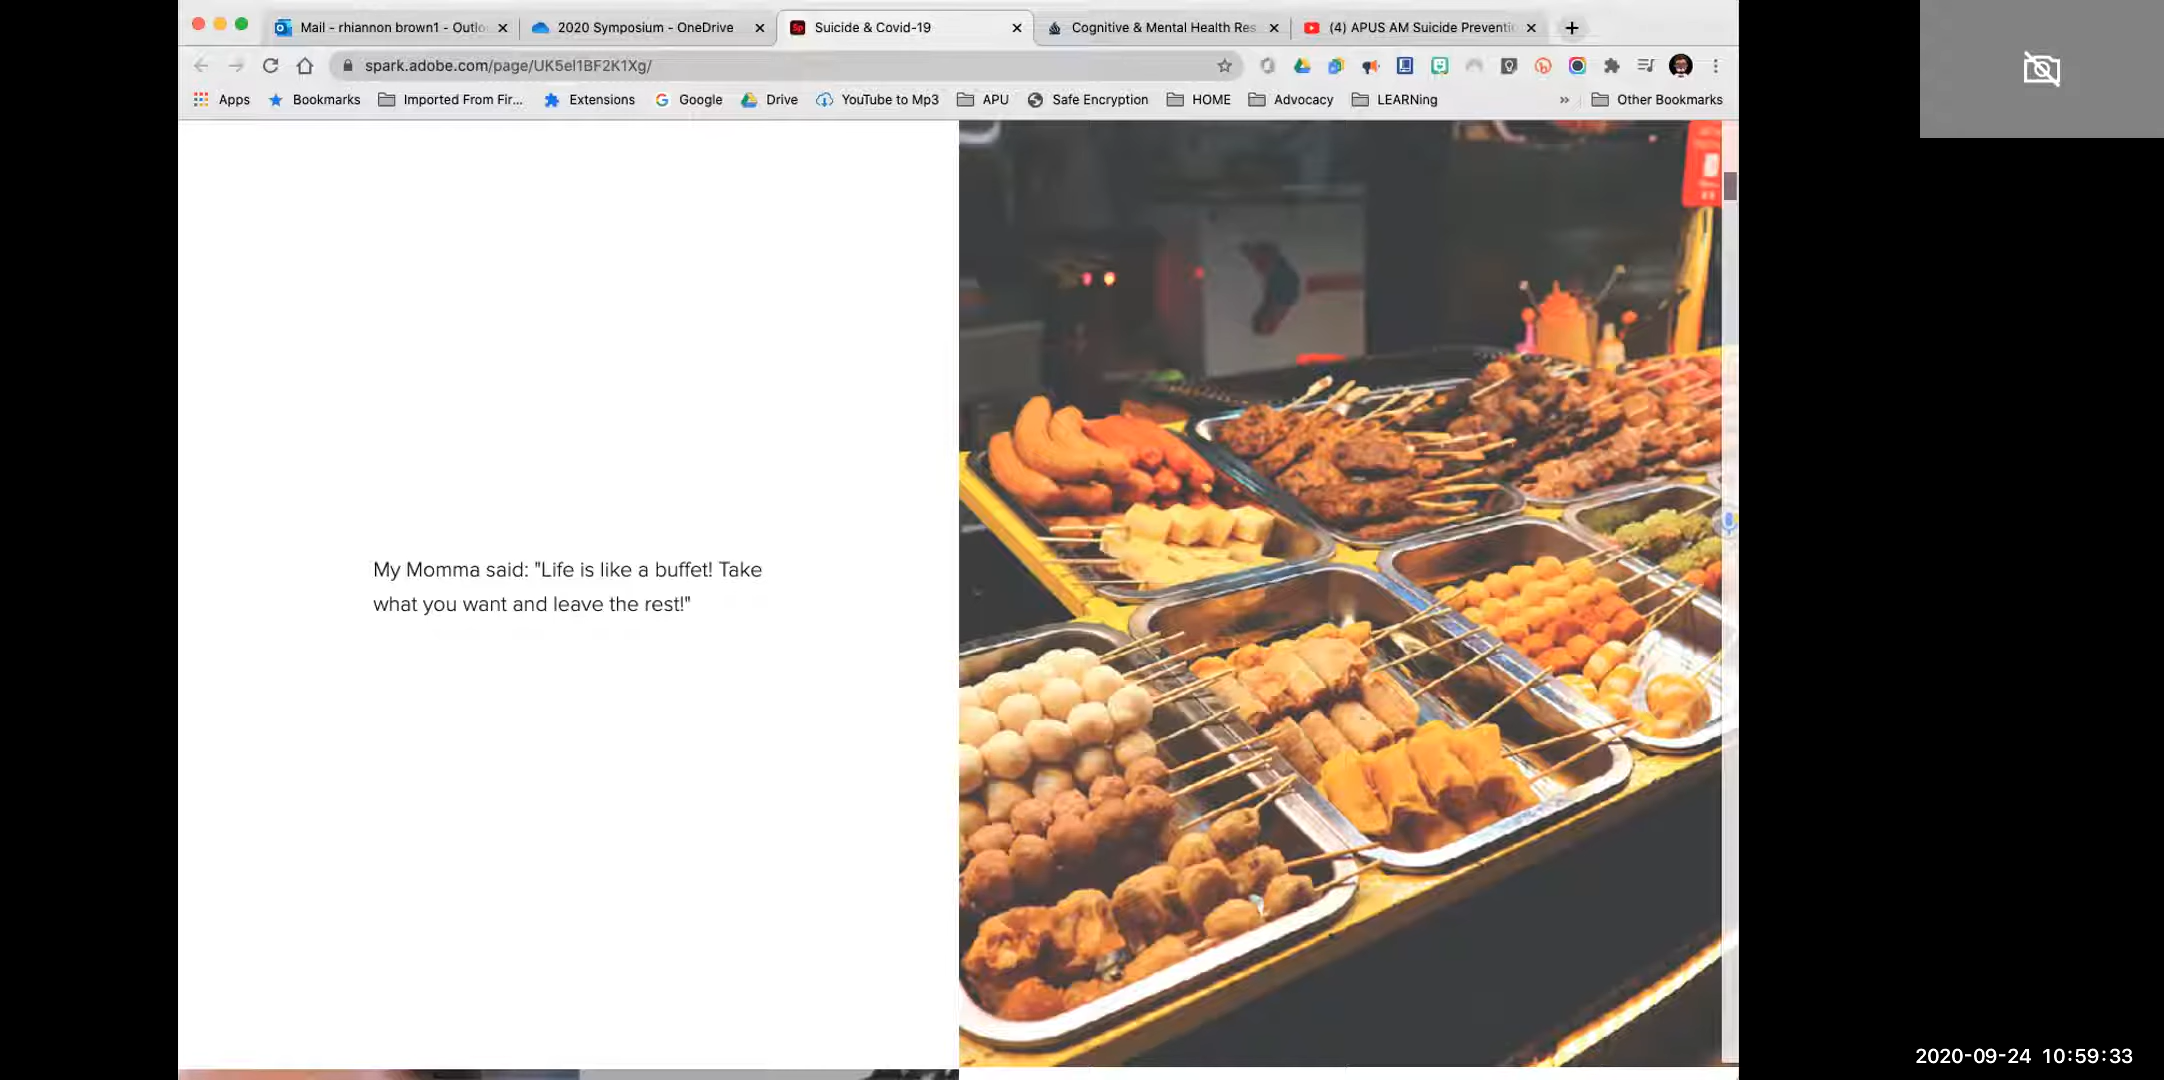 Mail - rhiannon brown1 - Outlo
2020 Symposium - OneDrive
Suicide & Covid-19
Cognitive & Mental Health Res
(4) APUS AM Suicide Preventio
spark.adobe.com/page/UK5eI1BF2K1Xg/
Apps
Bookmarks
Imported From Fir...
Extensions
Google
Drive
YouTube to Mp3
APU
Safe Encryption
HOME
Advocacy
LEARNing
Other Bookmarks
My Momma said: "Life is like a buffet! Take
what you want and leave the rest!"
2020-09-24 10:59:33